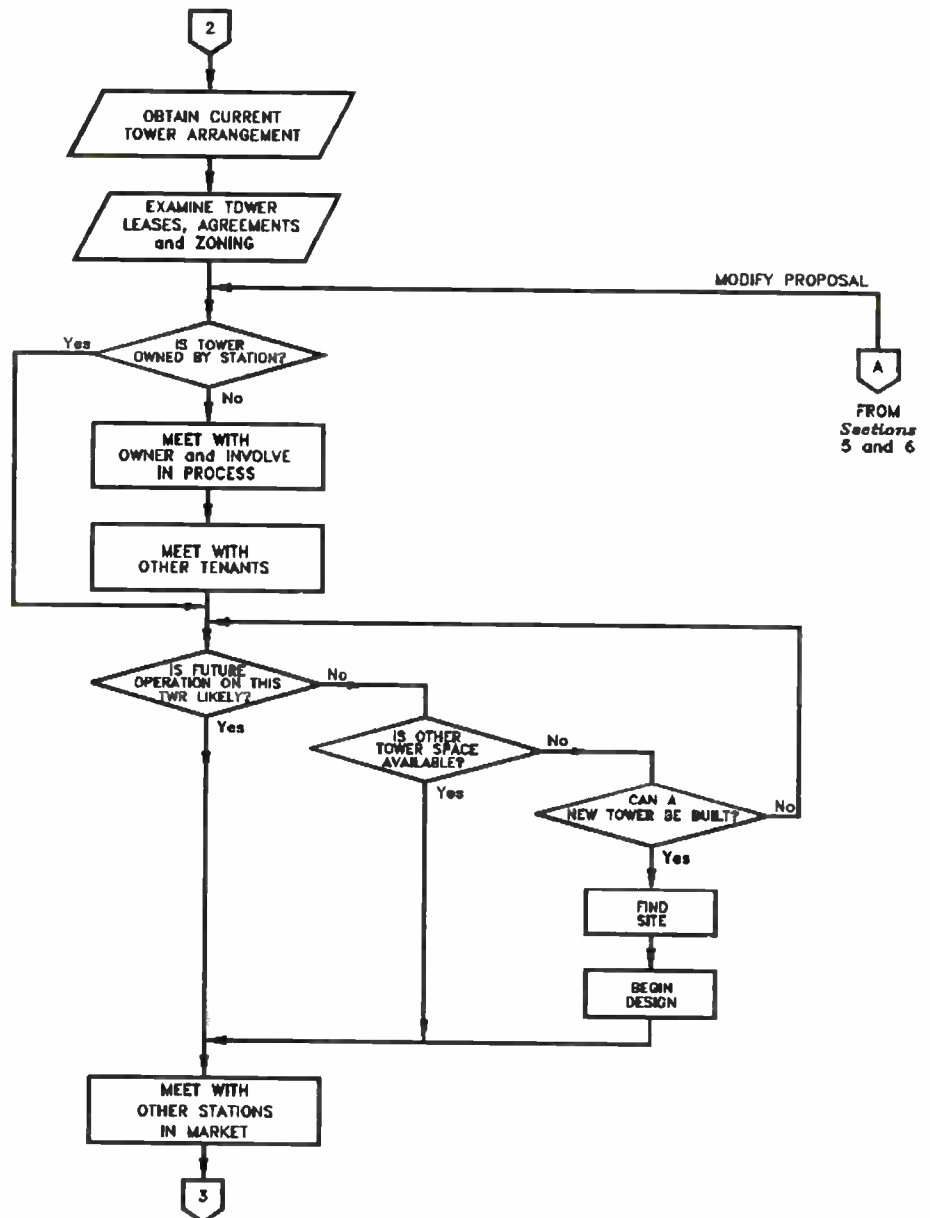 2
OBTAIN CURRENT
TOWER ARRANGEMENT
EXAMINE TOWER
LEASES, AGREEMENTS
and ZONING
MODIFY PROPOSAL
A
FROM
Sections
5 and 6
IS TOWER
OWNED BY STATION?
Yes
No
MEET WITH
OWNER and INVOLVE
IN PROCESS
MEET WITH
OTHER TENANTS
IS FUTURE
OPERATION ON THIS
TWR LIKELY?
No
Yes
IS OTHER
TOWER SPACE
AVAILABLE?
No
Yes
CAN A
NEW TOWER BE BUILT?
No
Yes
FIND
SITE
BEGIN
DESIGN
MEET WITH
OTHER STATIONS
IN MARKET
3